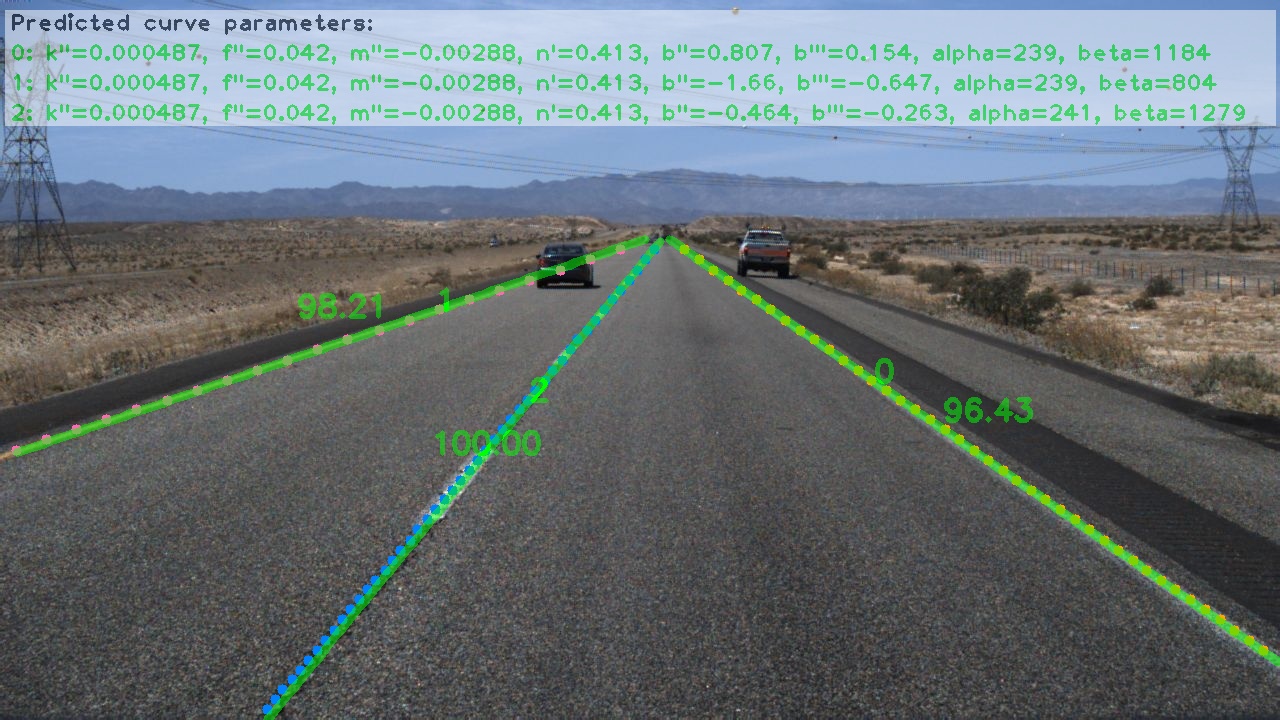 Predicted curve parameters:
0: k''=0.000487, f''=0.042, m''=-0.00288, n'=0.413, b''=0.807, b'''=0.154, alpha=239, beta=1184
1: k''=0.000487, f''=0.042, m''=-0.00288, n'=0.413, b''=-1.66, b'''=-0.647, alpha=239, beta=804
2: k''=0.000487, f''=0.042, m''=-0.00288, n'=0.413, b''=-0.464, b'''=-0.263, alpha=241, beta=1279
98.21 1
2 0
96.43
100.00